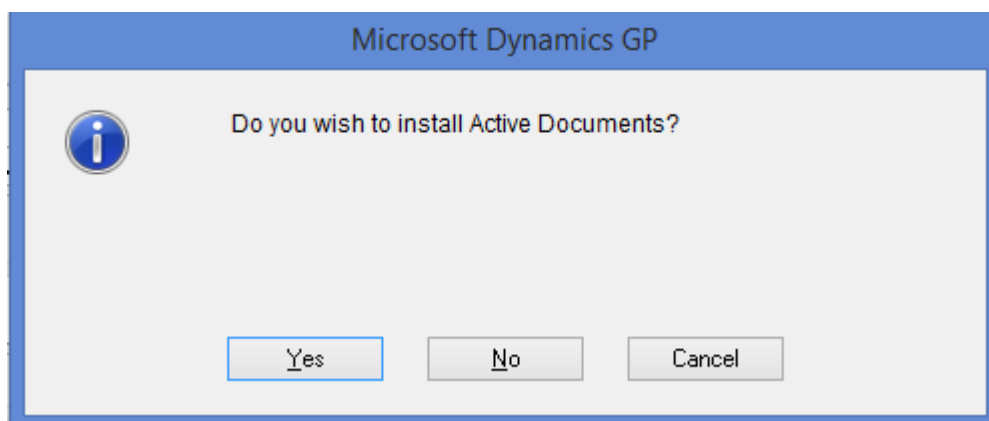 Microsoft Dynamics GP
Do you wish to install Active Documents?
Yes No Cancel